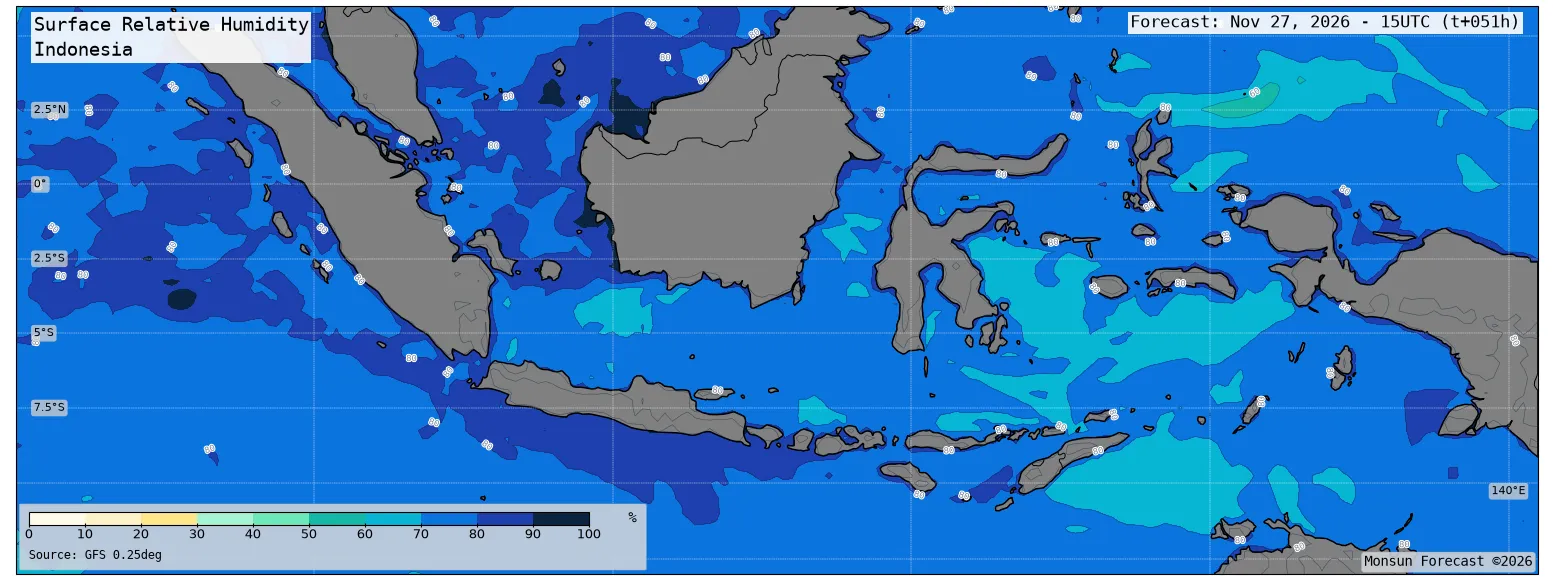 Surface Relative Humidity
Indonesia
Forecast: Nov 27, 2026 - 15UTC (t+051h)
2.5°N
0°
2.5°S
5°S
7.5°S
140°E
%
0 10 20 30 40 50 60 70 80 90 100
Source: GFS 0.25deg
Monsun Forecast ©2026